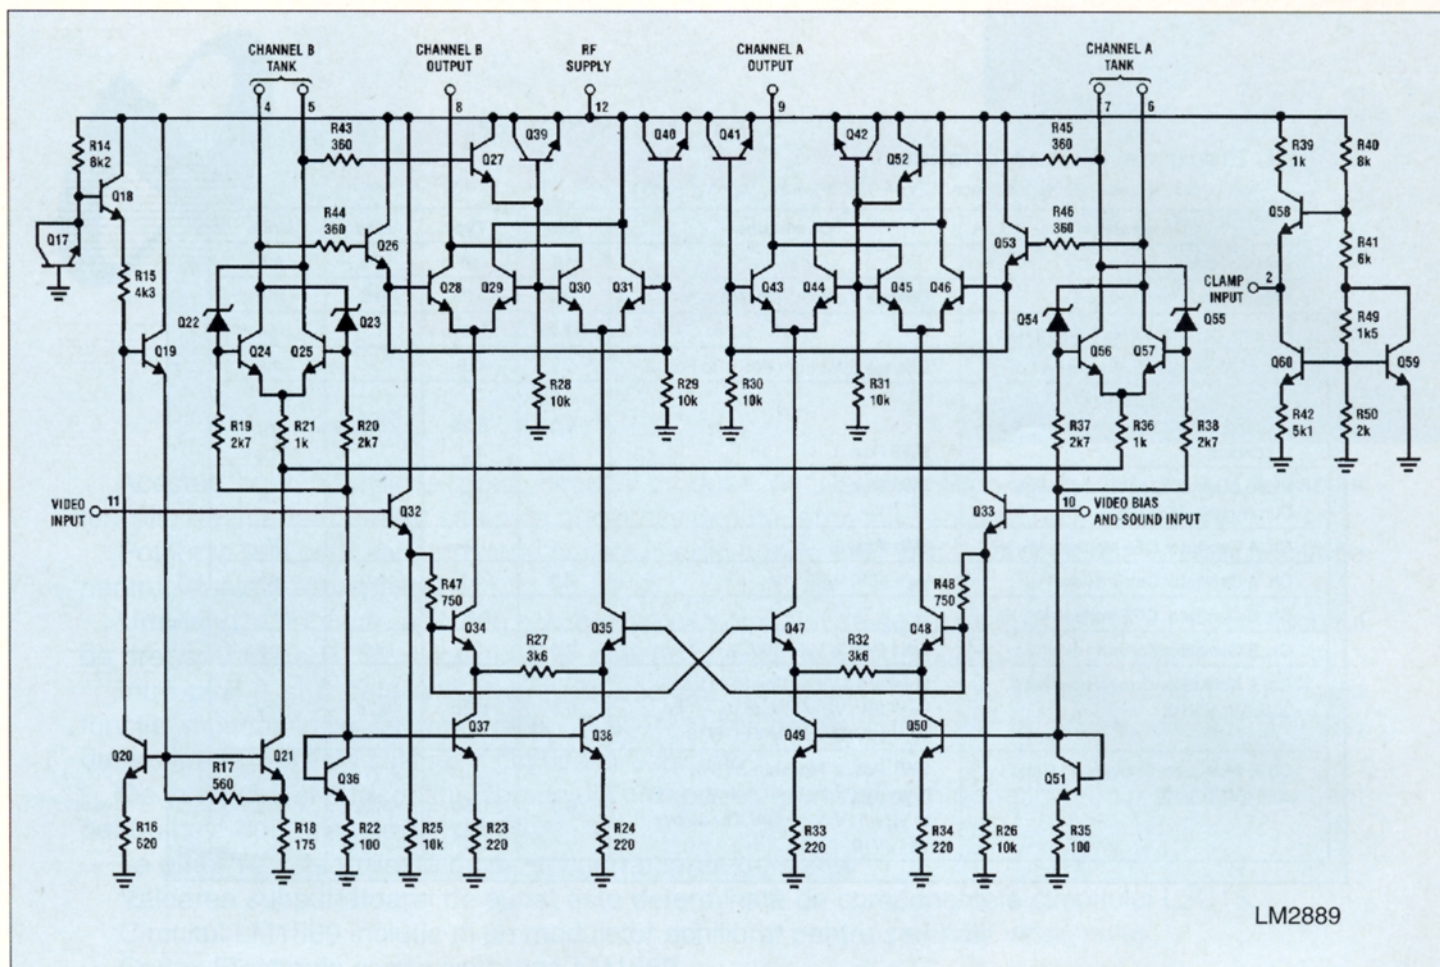 CHANNEL B TANK
CHANNEL B OUTPUT
RF SUPPLY
CHANNEL A OUTPUT
CHANNEL A TANK
4
5
8
12
9
7
6
R14 8k2
Q18
Q17
R15 4k3
Q19
R43 360
R44 360
Q27
Q39
Q40
Q41
Q42
Q52
R45 360
R46 360
R39 1k
R40 8k
Q58
R41 6k
CLAMP INPUT
2
R49 1k5
Q60
Q59
R42 5k1
R50 2k
Q26
Q53
Q28
Q29
Q30
Q31
Q43
Q44
Q45
Q46
Q22
Q23
Q24
Q25
Q54
Q55
Q56
Q57
R28 10k
R29 10k
R30 10k
R31 10k
R19 2k7
R21 1k
R20 2k7
R37 2k7
R36 1k
R38 2k7
VIDEO INPUT
11
Q32
Q33
10
VIDEO BIAS AND SOUND INPUT
R47 750
R48 750
Q34
R27 3k6
Q35
Q47
R32 3k6
Q48
Q20
R17 560
Q21
Q36
Q37
Q38
Q49
Q50
Q51
R16 620
R18 175
R22 100
R25 10k
R23 220
R24 220
R33 220
R34 220
R26 10k
R35 100
LM2889